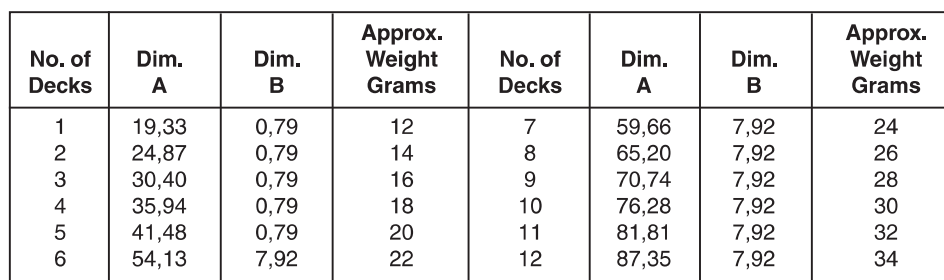 No. of Decks Dim. A Dim. B Approx. Weight Grams No. of Decks Dim. A Dim. B Approx. Weight Grams
1 19,33 0,79 12 7 59,66 7,92 24
2 24,87 0,79 14 8 65,20 7,92 26
3 30,40 0,79 16 9 70,74 7,92 28
4 35,94 0,79 18 10 76,28 7,92 30
5 41,48 0,79 20 11 81,81 7,92 32
6 54,13 7,92 22 12 87,35 7,92 34